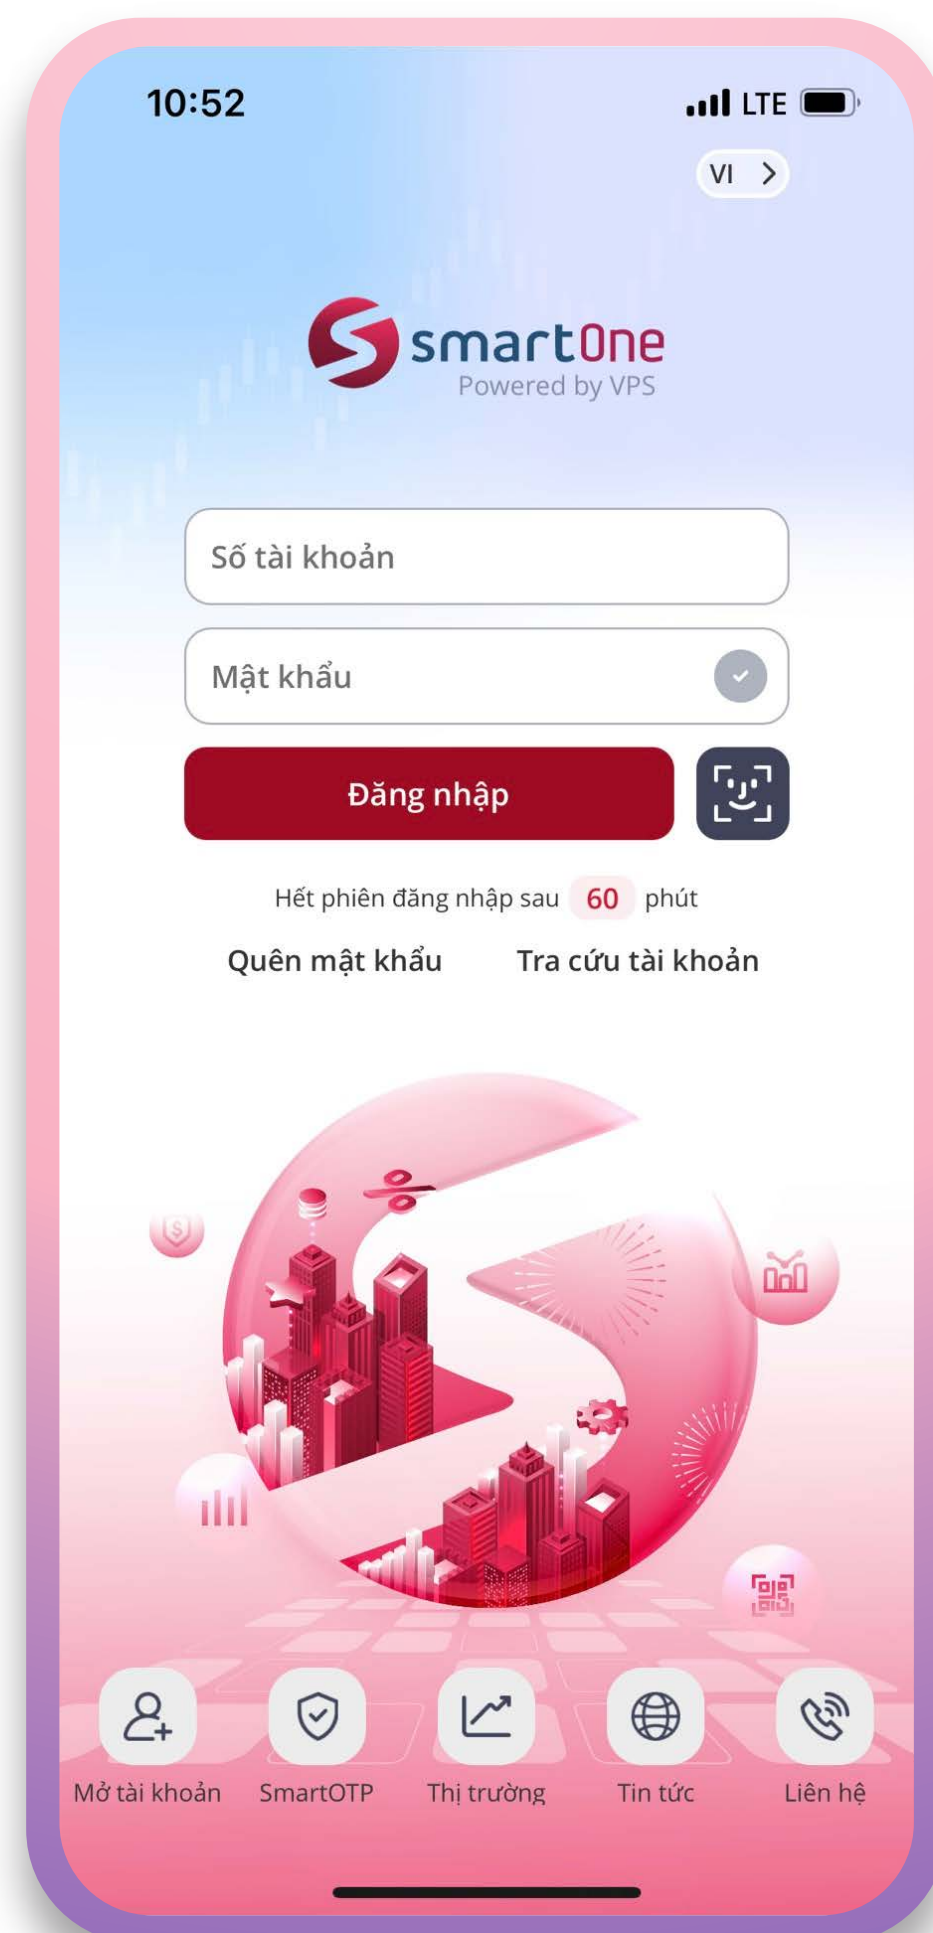 10:52 LTE
VI
smartOne
Powered by VPS
Số tài khoản
Mật khẩu
Đăng nhập
Hết phiên đăng nhập sau 60 phút
Quên mật khẩu Tra cứu tài khoản
Mở tài khoản SmartOTP Thị trường Tin tức Liên hệ